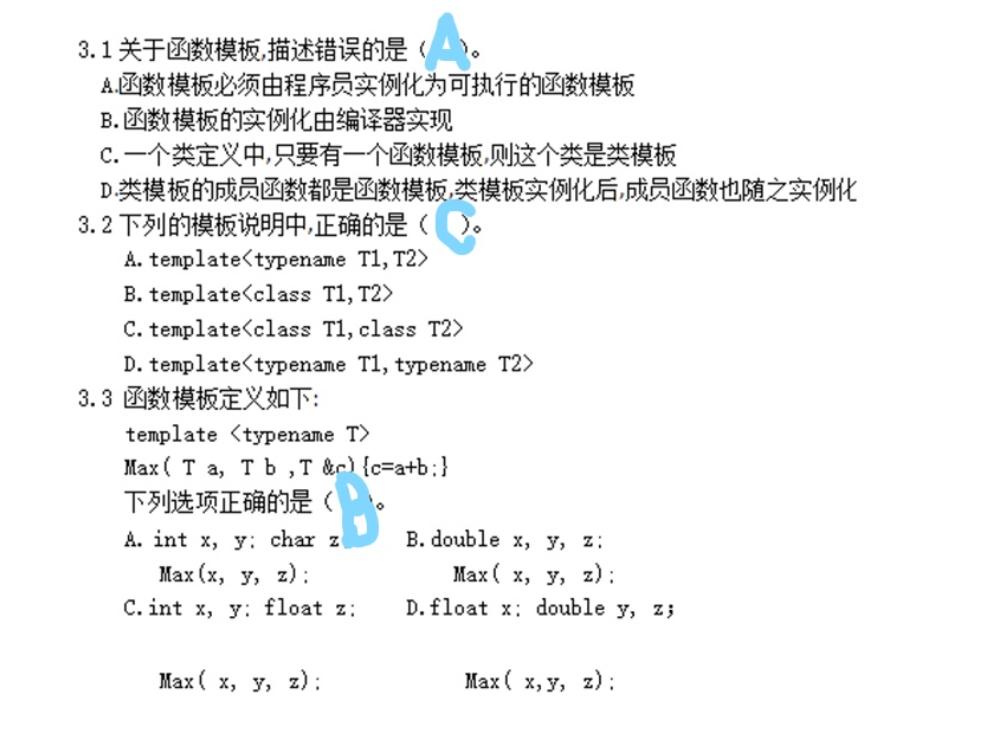 3.1 关于函数模板,描述错误的是（A）。
A.函数模板必须由程序员实例化为可执行的函数模板
B.函数模板的实例化由编译器实现
C.一个类定义中,只要有一个函数模板,则这个类是类模板
D.类模板的成员函数都是函数模板,类模板实例化后,成员函数也随之实例化
3.2 下列的模板说明中,正确的是（C）。
A.template<typename T1,T2>
B.template<class T1,T2>
C.template<class T1,class T2>
D.template<typename T1,typename T2>
3.3 函数模板定义如下:
template <typename T>
Max( T a, T b ,T &c){c=a+b;}
下列选项正确的是（B）。
A. int x, y; char z B.double x, y, z;
Max(x, y, z); Max( x, y, z);
C.int x, y; float z; D.float x; double y, z;
Max( x, y, z); Max( x,y, z);